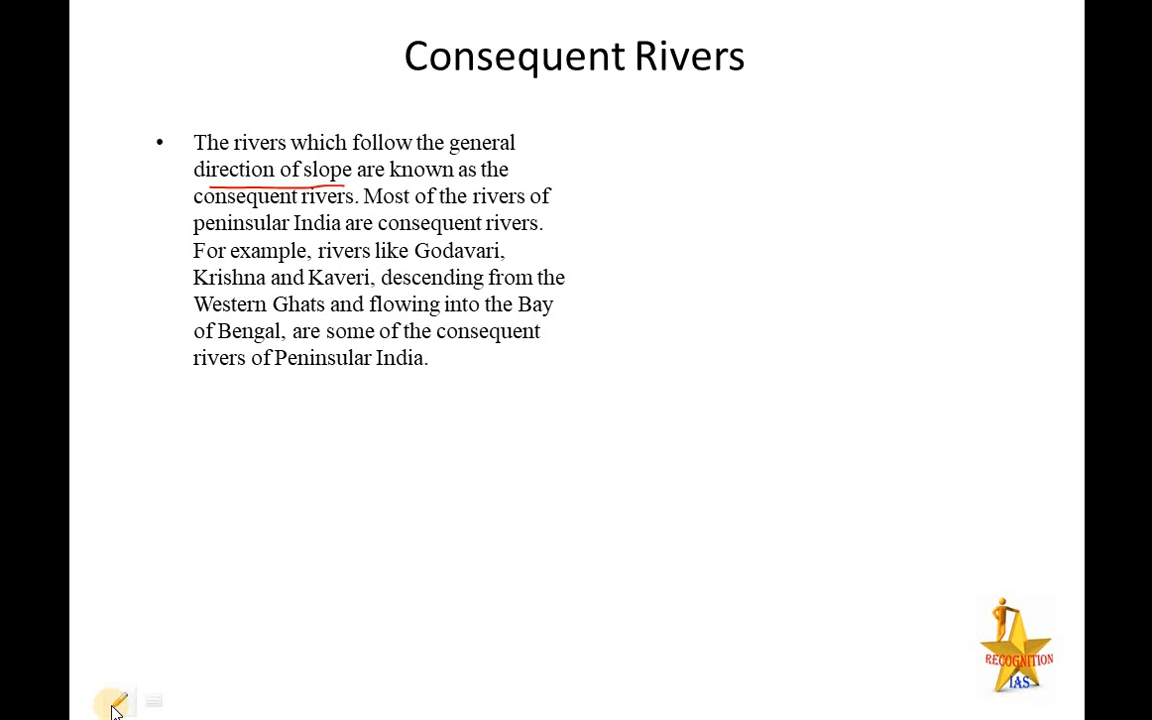 Consequent Rivers
• The rivers which follow the general
direction of slope are known as the
consequent rivers. Most of the rivers of
peninsular India are consequent rivers.
For example, rivers like Godavari,
Krishna and Kaveri, descending from the
Western Ghats and flowing into the Bay
of Bengal, are some of the consequent
rivers of Peninsular India.
RECOGNITION
IAS